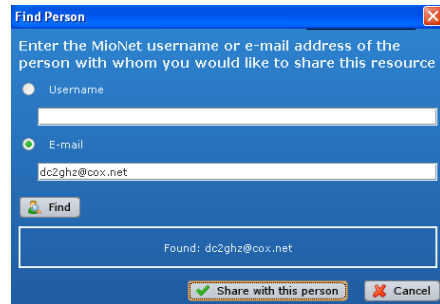 Find Person
Enter the MioNet username or e-mail address of the
person with whom you would like to share this resource
Username
E-mail
dc2ghz@cox.net
Find
Found: dc2ghz@cox.net
Share with this person
Cancel